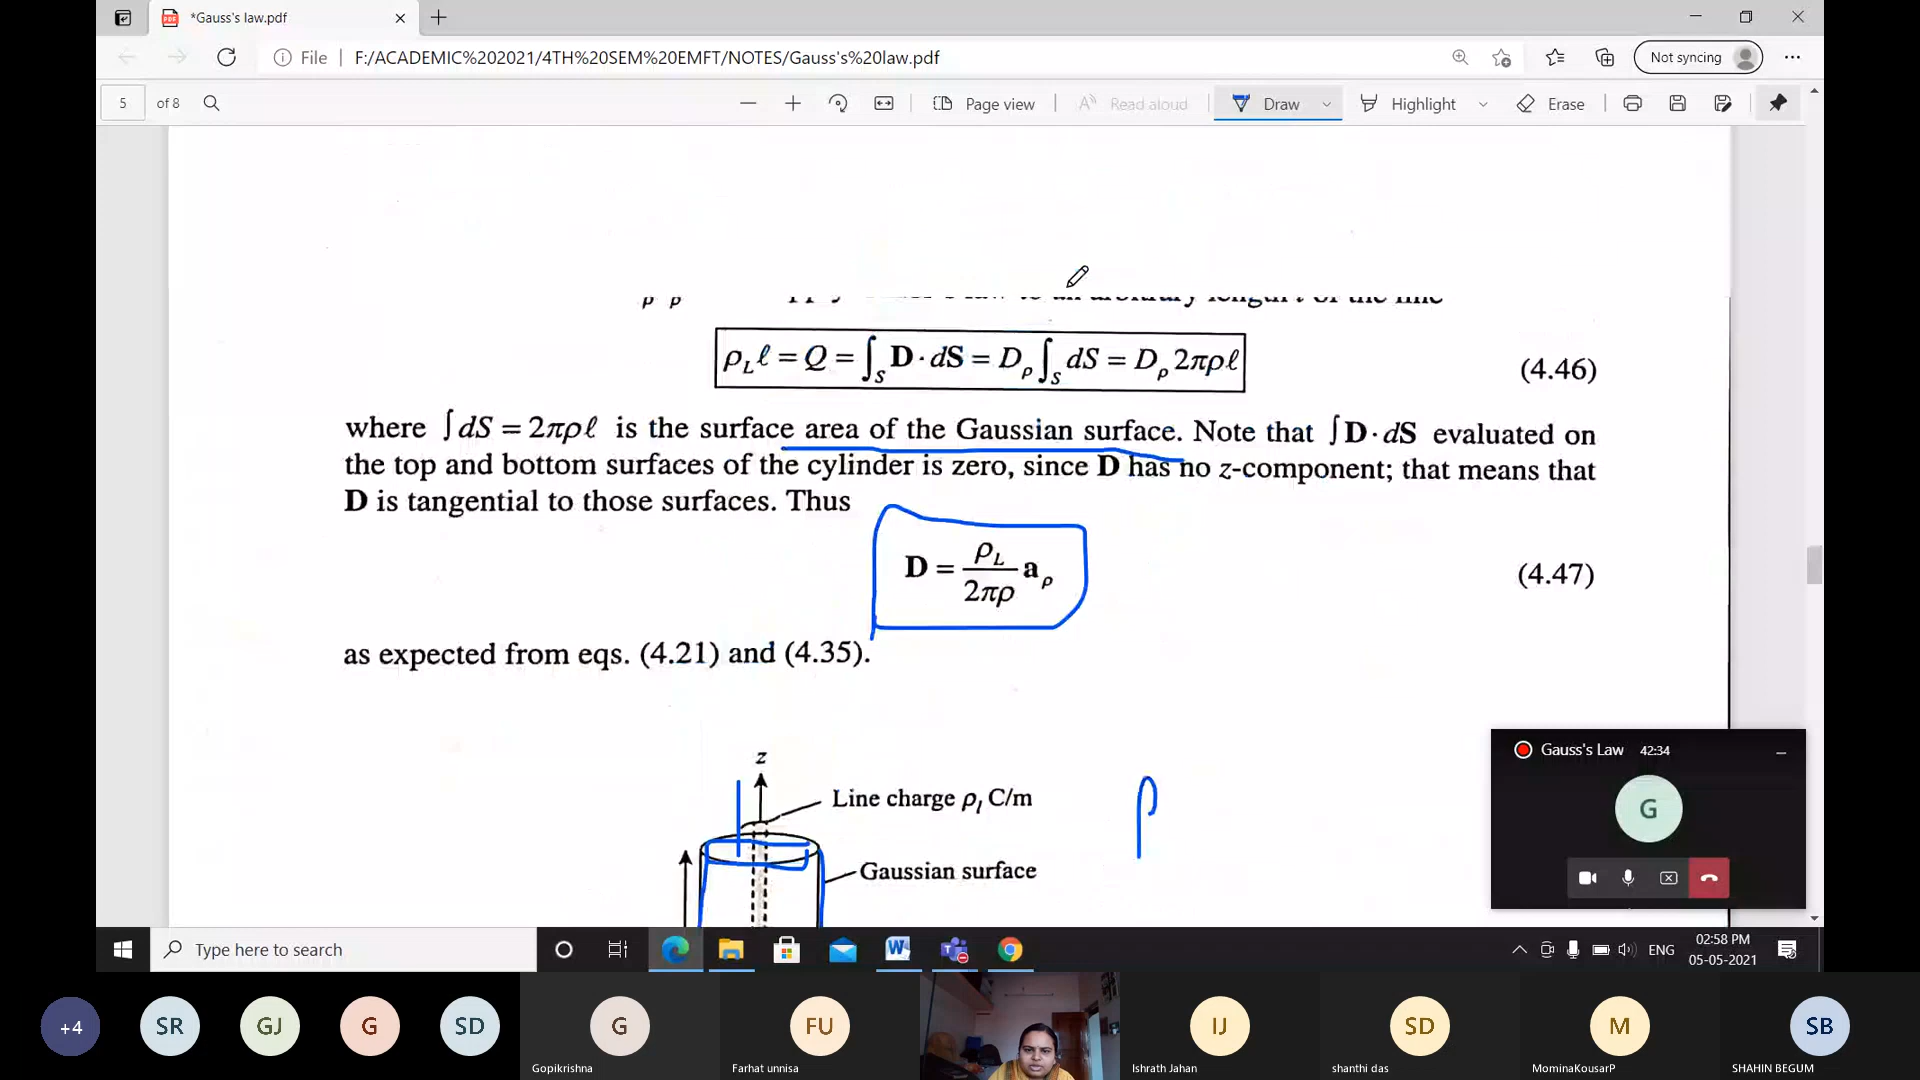 *Gauss's law.pdf
File F:/ACADEMIC%202021/4TH%20SEM%20EMFT/NOTES/Gauss's%20law.pdf
Not syncing
5 of 8
Page view
Read aloud
Draw
Highlight
Erase
an arbitrary length ℓ of the line
ρ_L ℓ = Q = ∫_S D · dS = D_ρ ∫_S dS = D_ρ 2πρℓ (4.46)
where ∫ dS = 2πρℓ is the surface area of the Gaussian surface. Note that ∫ D · dS evaluated on
the top and bottom surfaces of the cylinder is zero, since D has no z-component; that means that
D is tangential to those surfaces. Thus
D = ρ_L / 2πρ a_ρ (4.47)
as expected from eqs. (4.21) and (4.35).
z
Line charge ρ_l C/m
Gaussian surface
Gauss's Law 42:34
G
Type here to search
ENG
02:58 PM
05-05-2021
+4 SR GJ G SD G FU IJ SD M SB
Gopikrishna Farhat unnisa Ishrath Jahan shanthi das MominaKousarP SHAHIN BEGUM